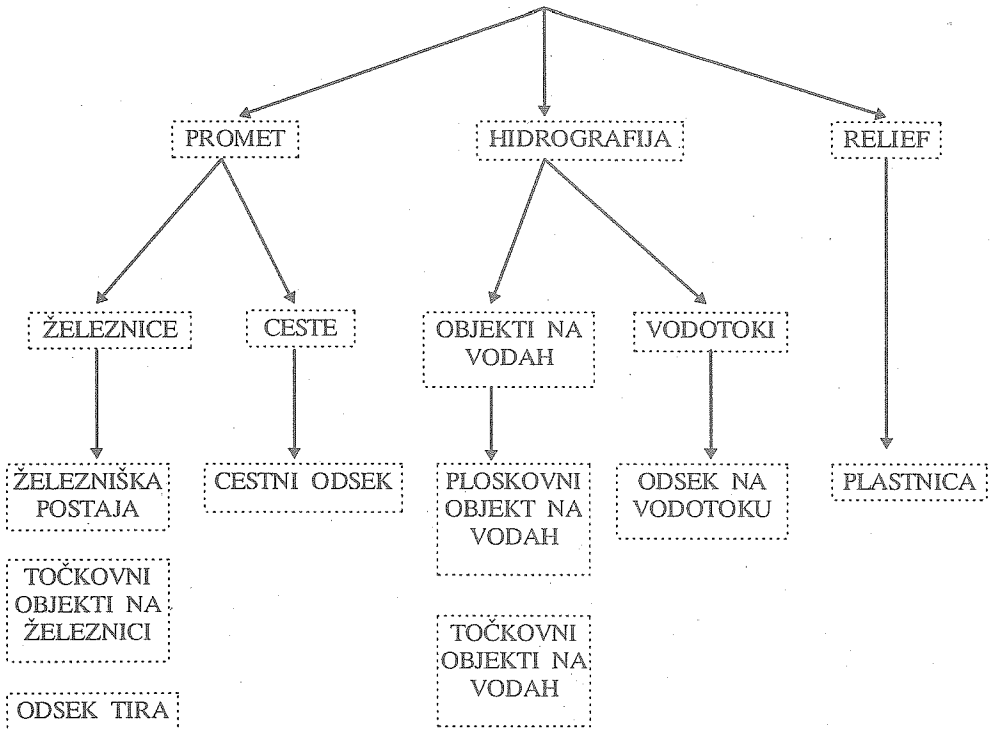 PROMET
HIDROGRAFIJA
RELIEF
ŽELEZNICE
CESTE
OBJEKTI NA
VODAH
VODOTOKI
ŽELEZNIŠKA
POSTAJA
CESTNI ODSEK
PLOSKOVNI
OBJEKT NA
VODAH
ODSEK NA
VODOTOKU
PLASTNICA
TOČKOVNI
OBJEKTI NA
ŽELEZNICI
TOČKOVNI
OBJEKTI NA
VODAH
ODSEK TIRA